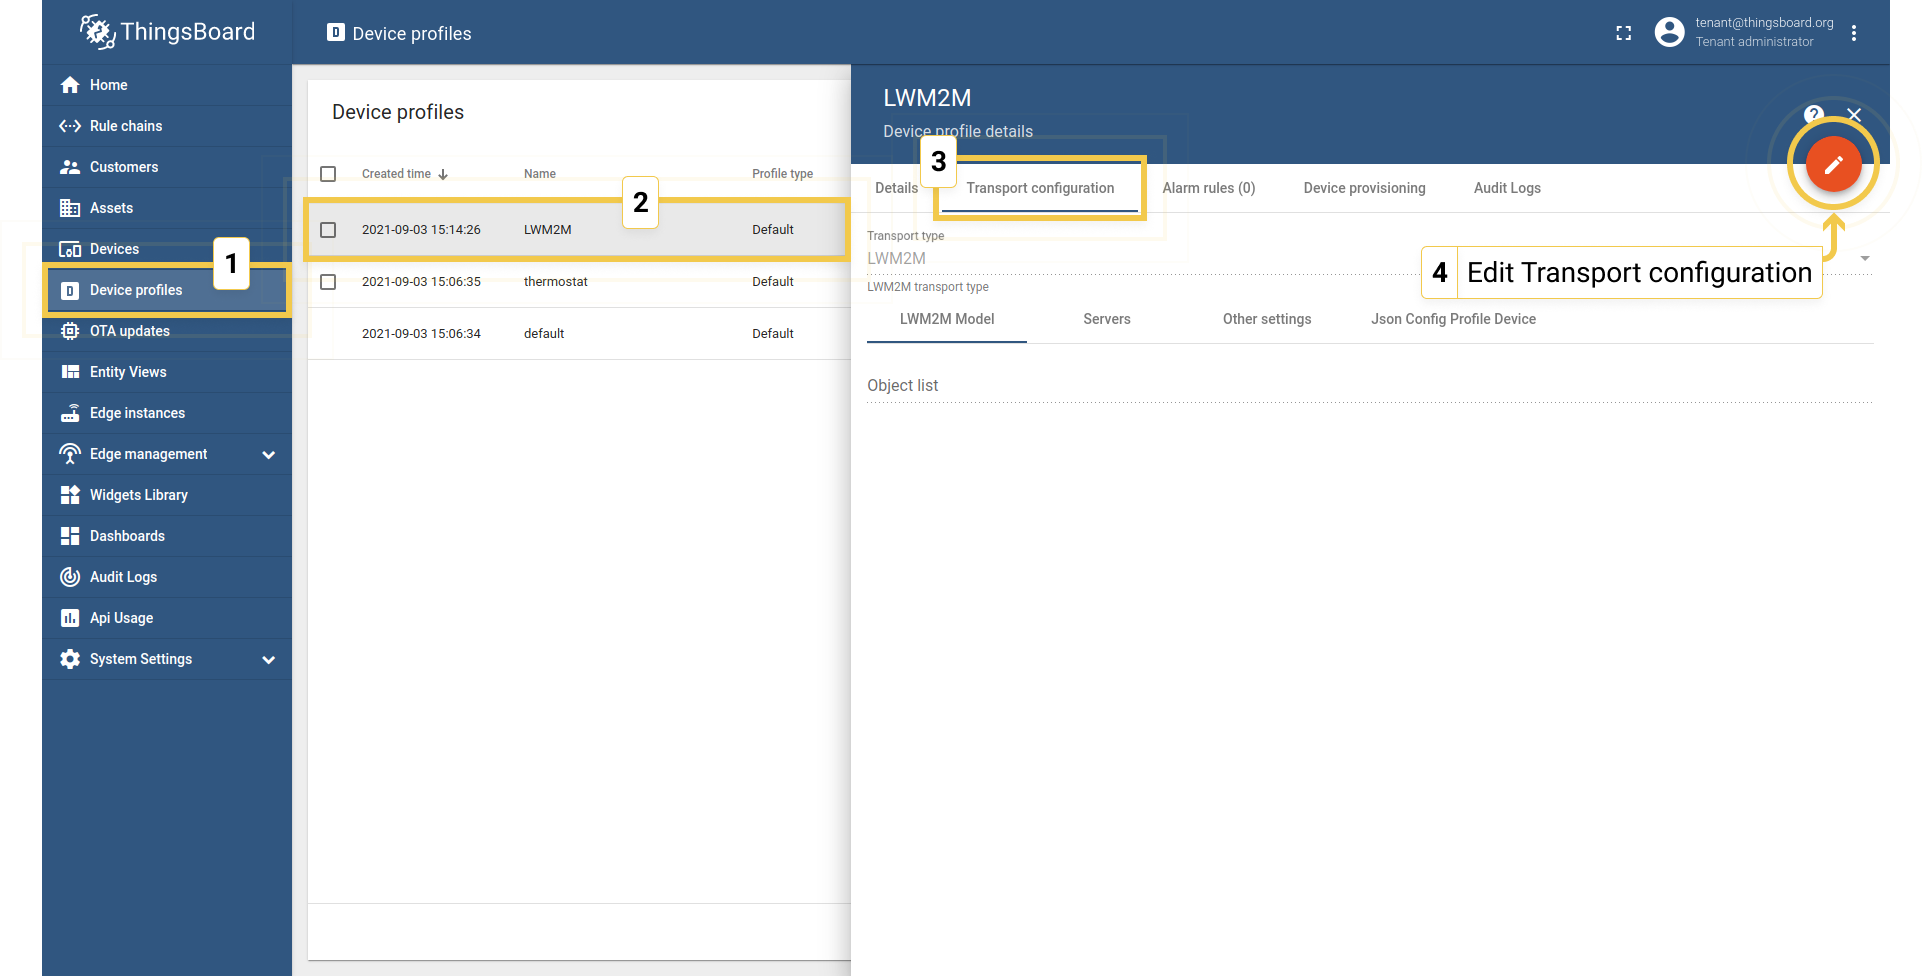 ThingsBoard
Device profiles
tenant@thingsboard.org
Tenant administrator
Home
Rule chains
Customers
Assets
Devices
1
Device profiles
OTA updates
Entity Views
Edge instances
Edge management
Widgets Library
Dashboards
Audit Logs
Api Usage
System Settings
Device profiles
Created time Name Profile type
2
2021-09-03 15:14:26 LWM2M Default
2021-09-03 15:06:35 thermostat Default
2021-09-03 15:06:34 default Default
LWM2M
Device profile details
?
3
Details Transport configuration Alarm rules (0) Device provisioning Audit Logs
Transport type
LWM2M
LWM2M transport type
4 Edit Transport configuration
LWM2M Model Servers Other settings Json Config Profile Device
Object list